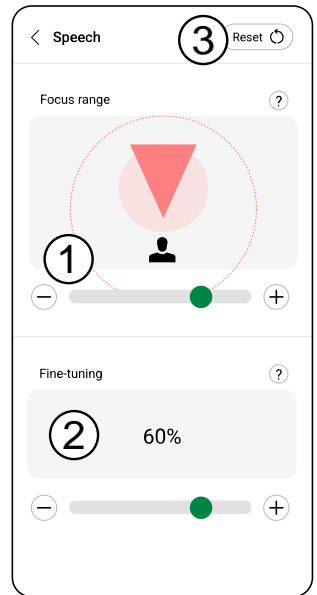 Speech
3
Reset
Focus range
?
1
Fine-tuning
?
2
60%